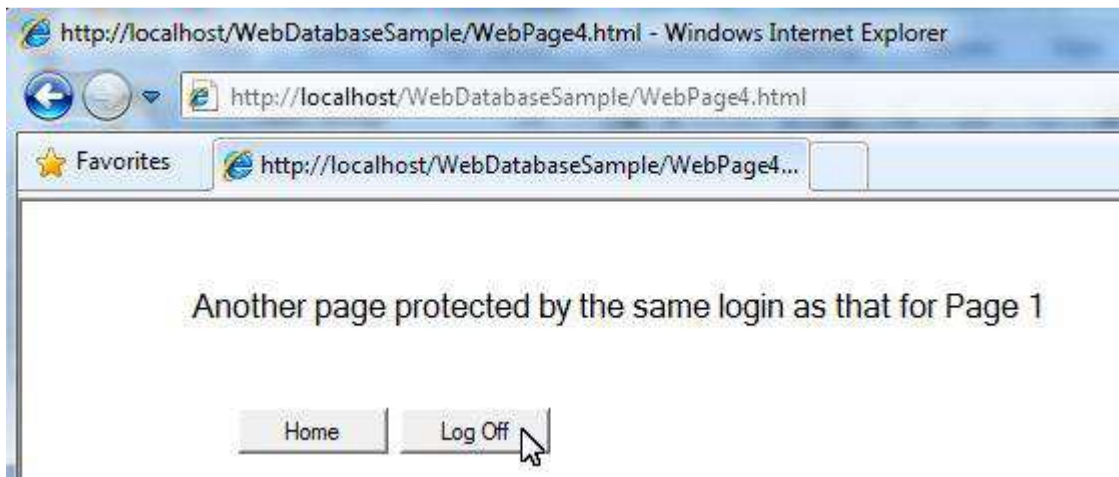 http://localhost/WebDatabaseSample/WebPage4.html - Windows Internet Explorer
http://localhost/WebDatabaseSample/WebPage4.html
Favorites http://localhost/WebDatabaseSample/WebPage4...
Another page protected by the same login as that for Page 1
Home Log Off